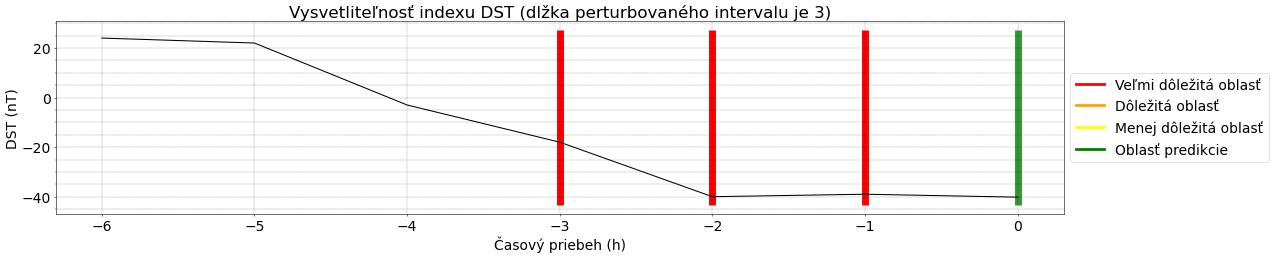 Vysvetliteľnosť indexu DST (dĺžka perturbovaného intervalu je 3)
DST (nT)
20
0
−20
−40
−6 −5 −4 −3 −2 −1 0
Časový priebeh (h)
Veľmi dôležitá oblasť
Dôležitá oblasť
Menej dôležitá oblasť
Oblasť predikcie